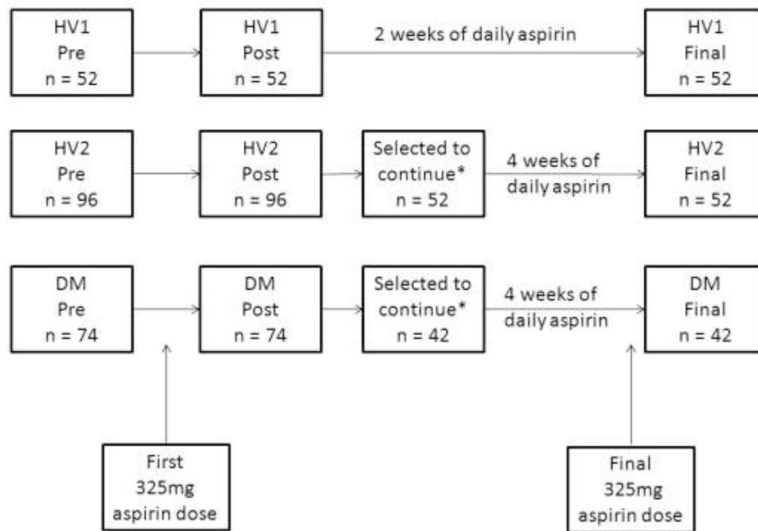 HV1
Pre
n = 52
HV1
Post
n = 52
2 weeks of daily aspirin
HV1
Final
n = 52
HV2
Pre
n = 96
HV2
Post
n = 96
Selected to
continue*
n = 52
4 weeks of
daily aspirin
HV2
Final
n = 52
DM
Pre
n = 74
DM
Post
n = 74
Selected to
continue*
n = 42
4 weeks of
daily aspirin
DM
Final
n = 42
First
325mg
aspirin dose
Final
325mg
aspirin dose